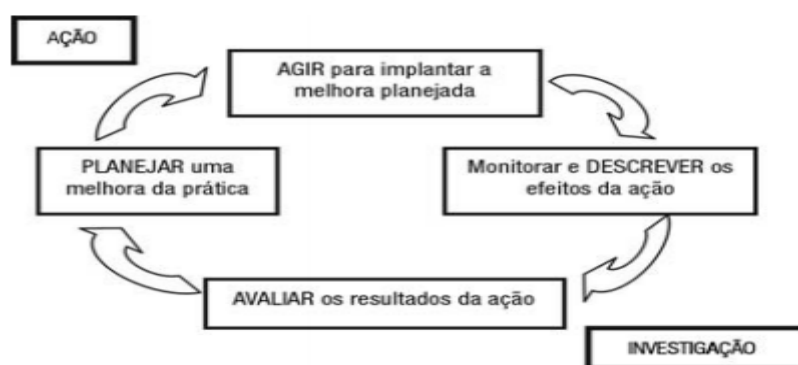 AÇÃO
AGIR para implantar a
melhora planejada
PLANEJAR uma
melhora da prática
Monitorar e DESCREVER os
efeitos da ação
AVALIAR os resultados da ação
INVESTIGAÇÃO